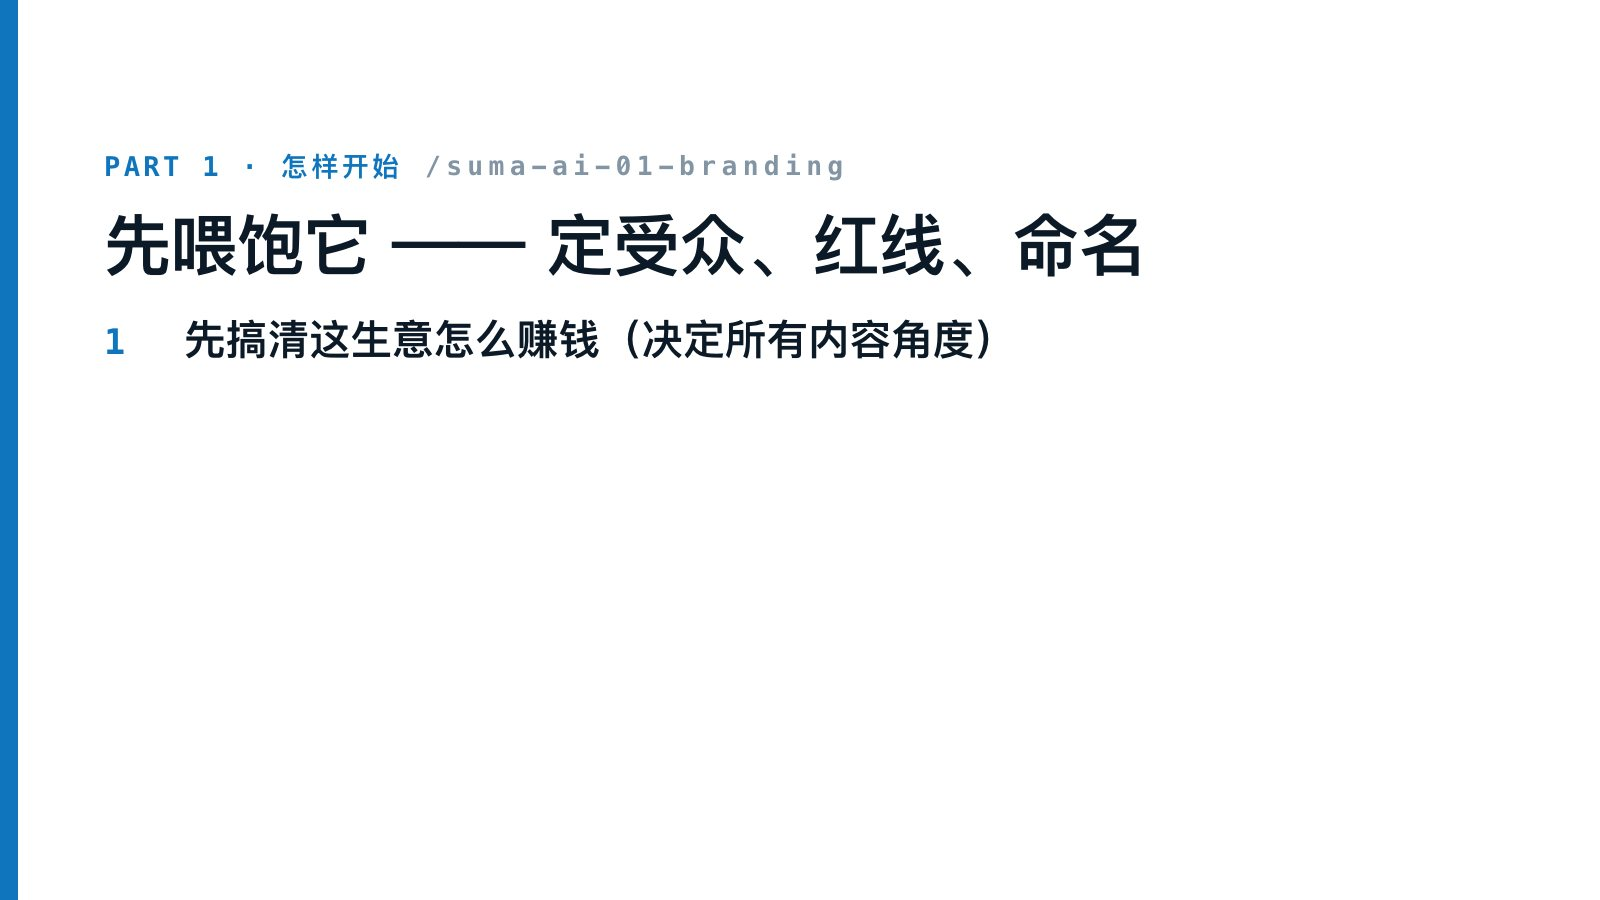 PART 1 · 怎样开始 /suma-ai-01-branding
先喂饱它 —— 定受众、红线、命名
1 先搞清这生意怎么赚钱（决定所有内容角度）